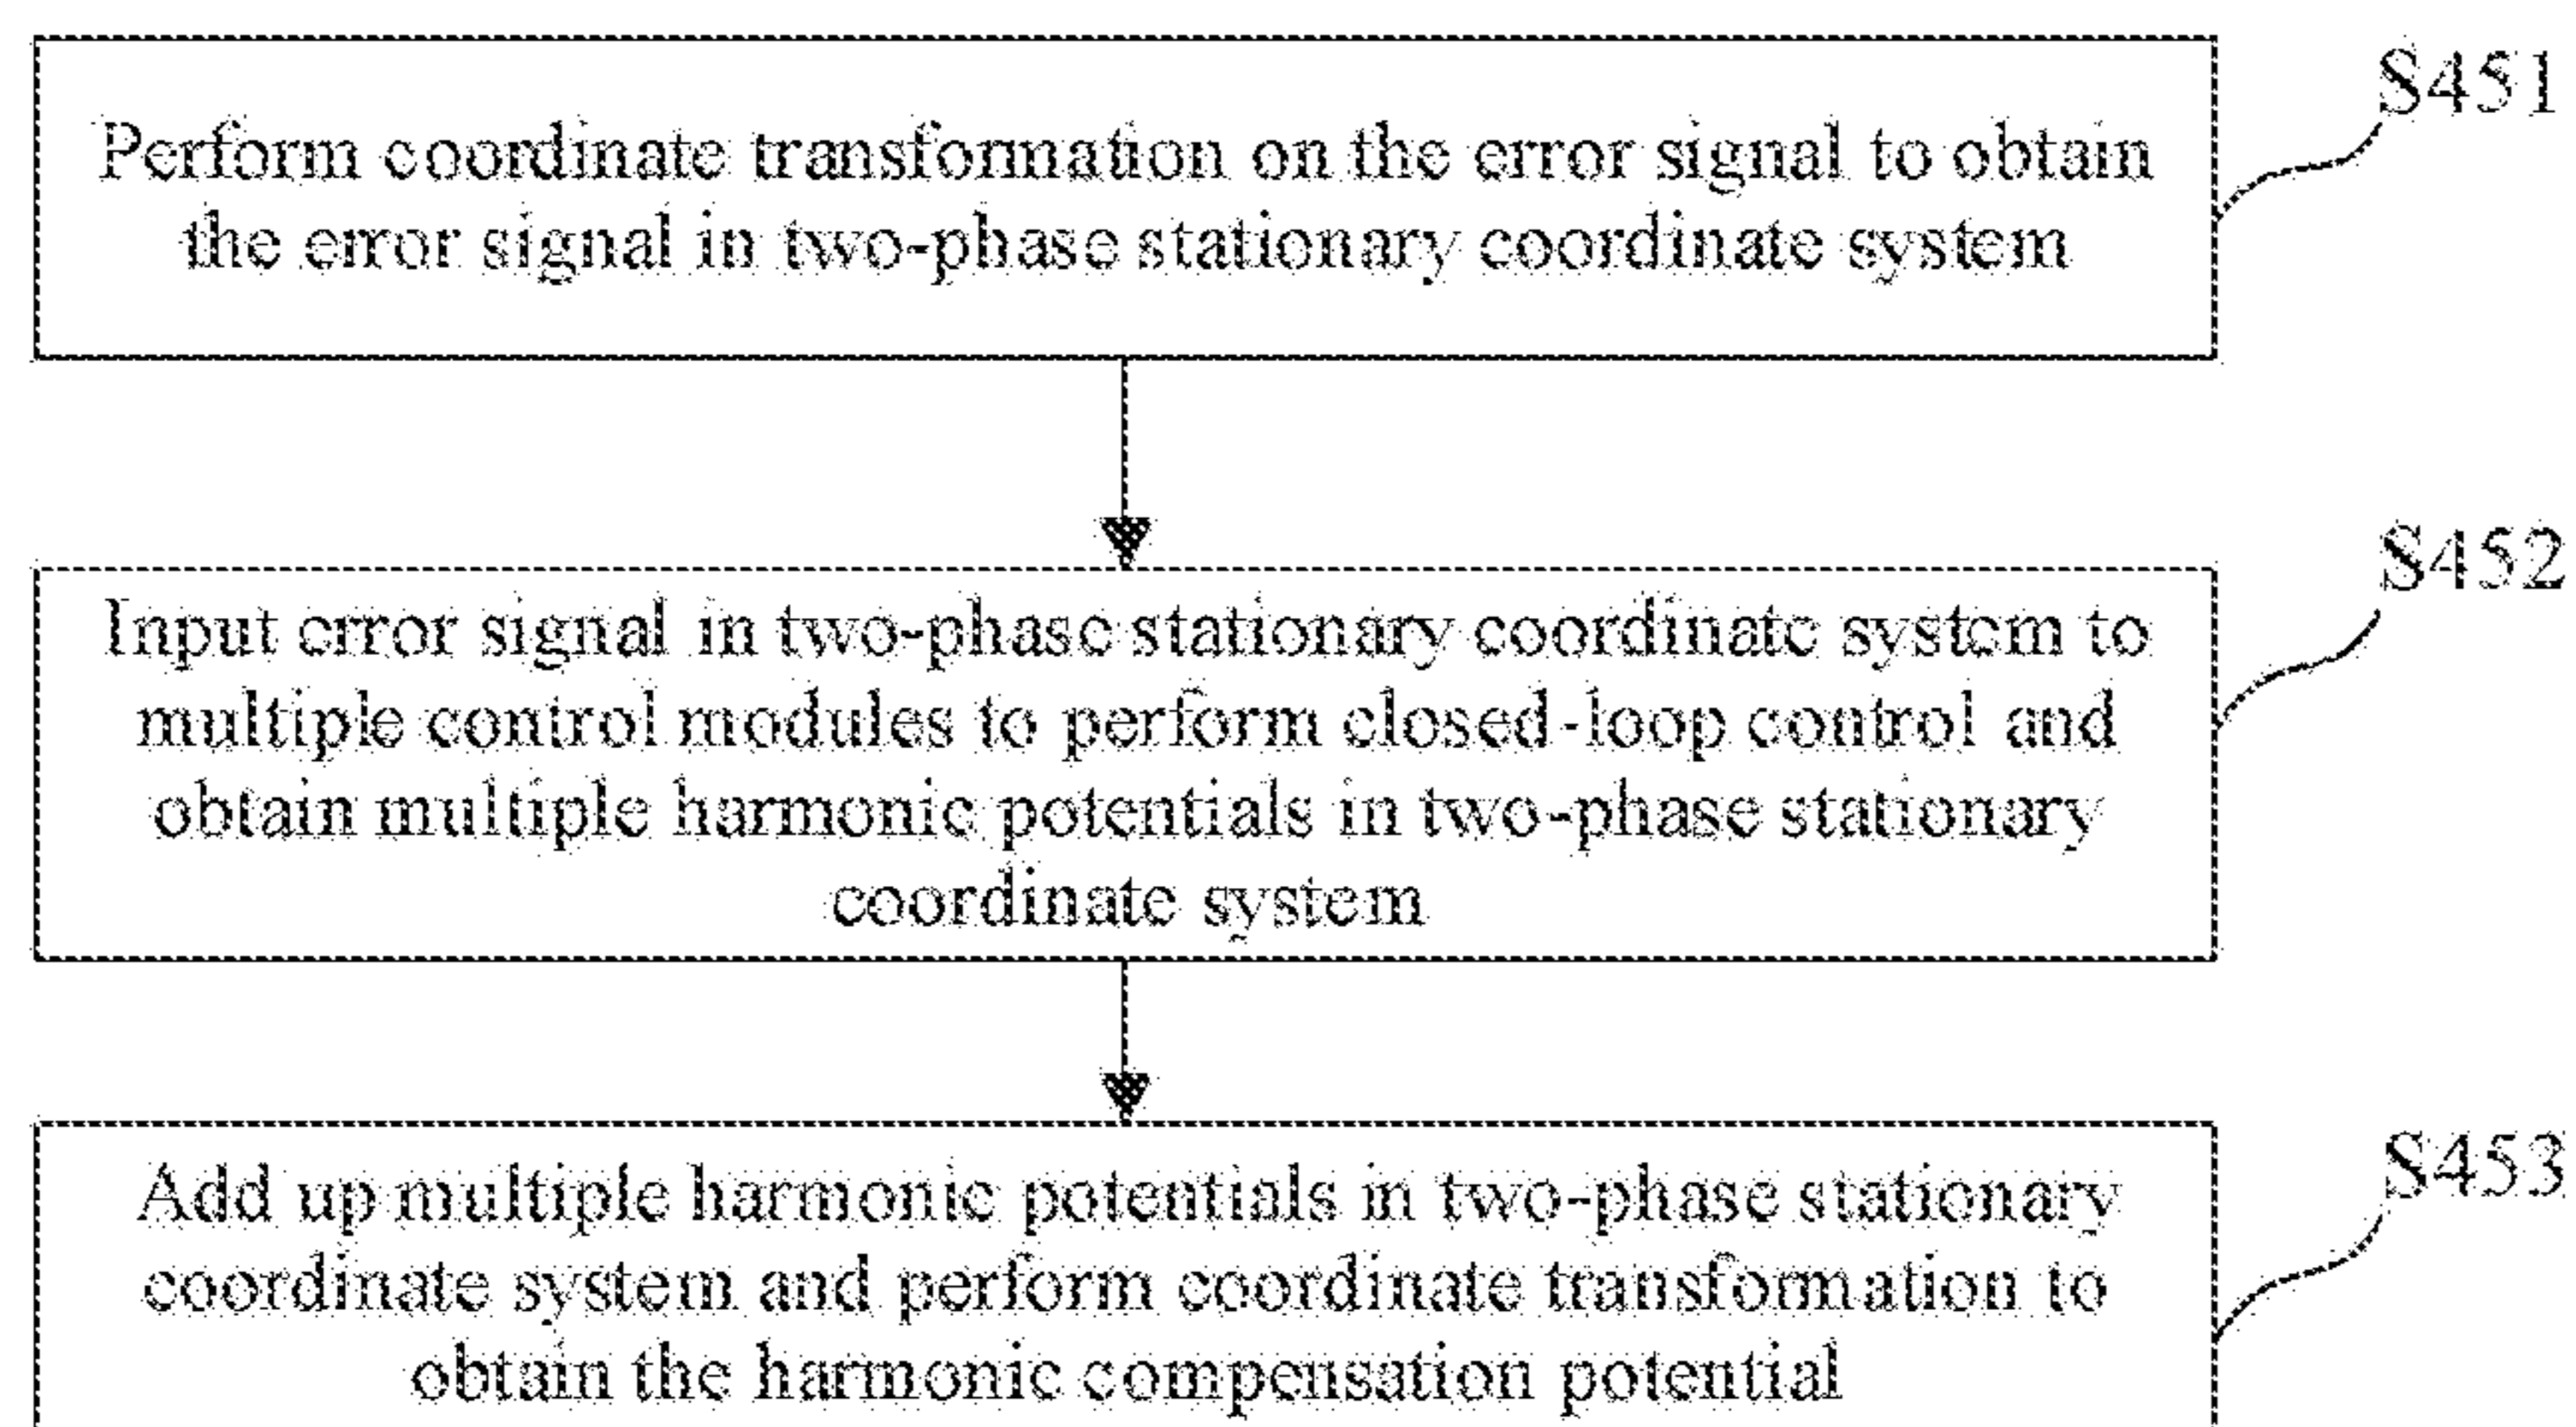 S451
Perform coordinate transformation on the error signal to obtain
the error signal in two-phase stationary coordinate system
S452
Input error signal in two-phase stationary coordinate system to
multiple control modules to perform closed-loop control and
obtain multiple harmonic potentials in two-phase stationary
coordinate system
S453
Add up multiple harmonic potentials in two-phase stationary
coordinate system and perform coordinate transformation to
obtain the harmonic compensation potential